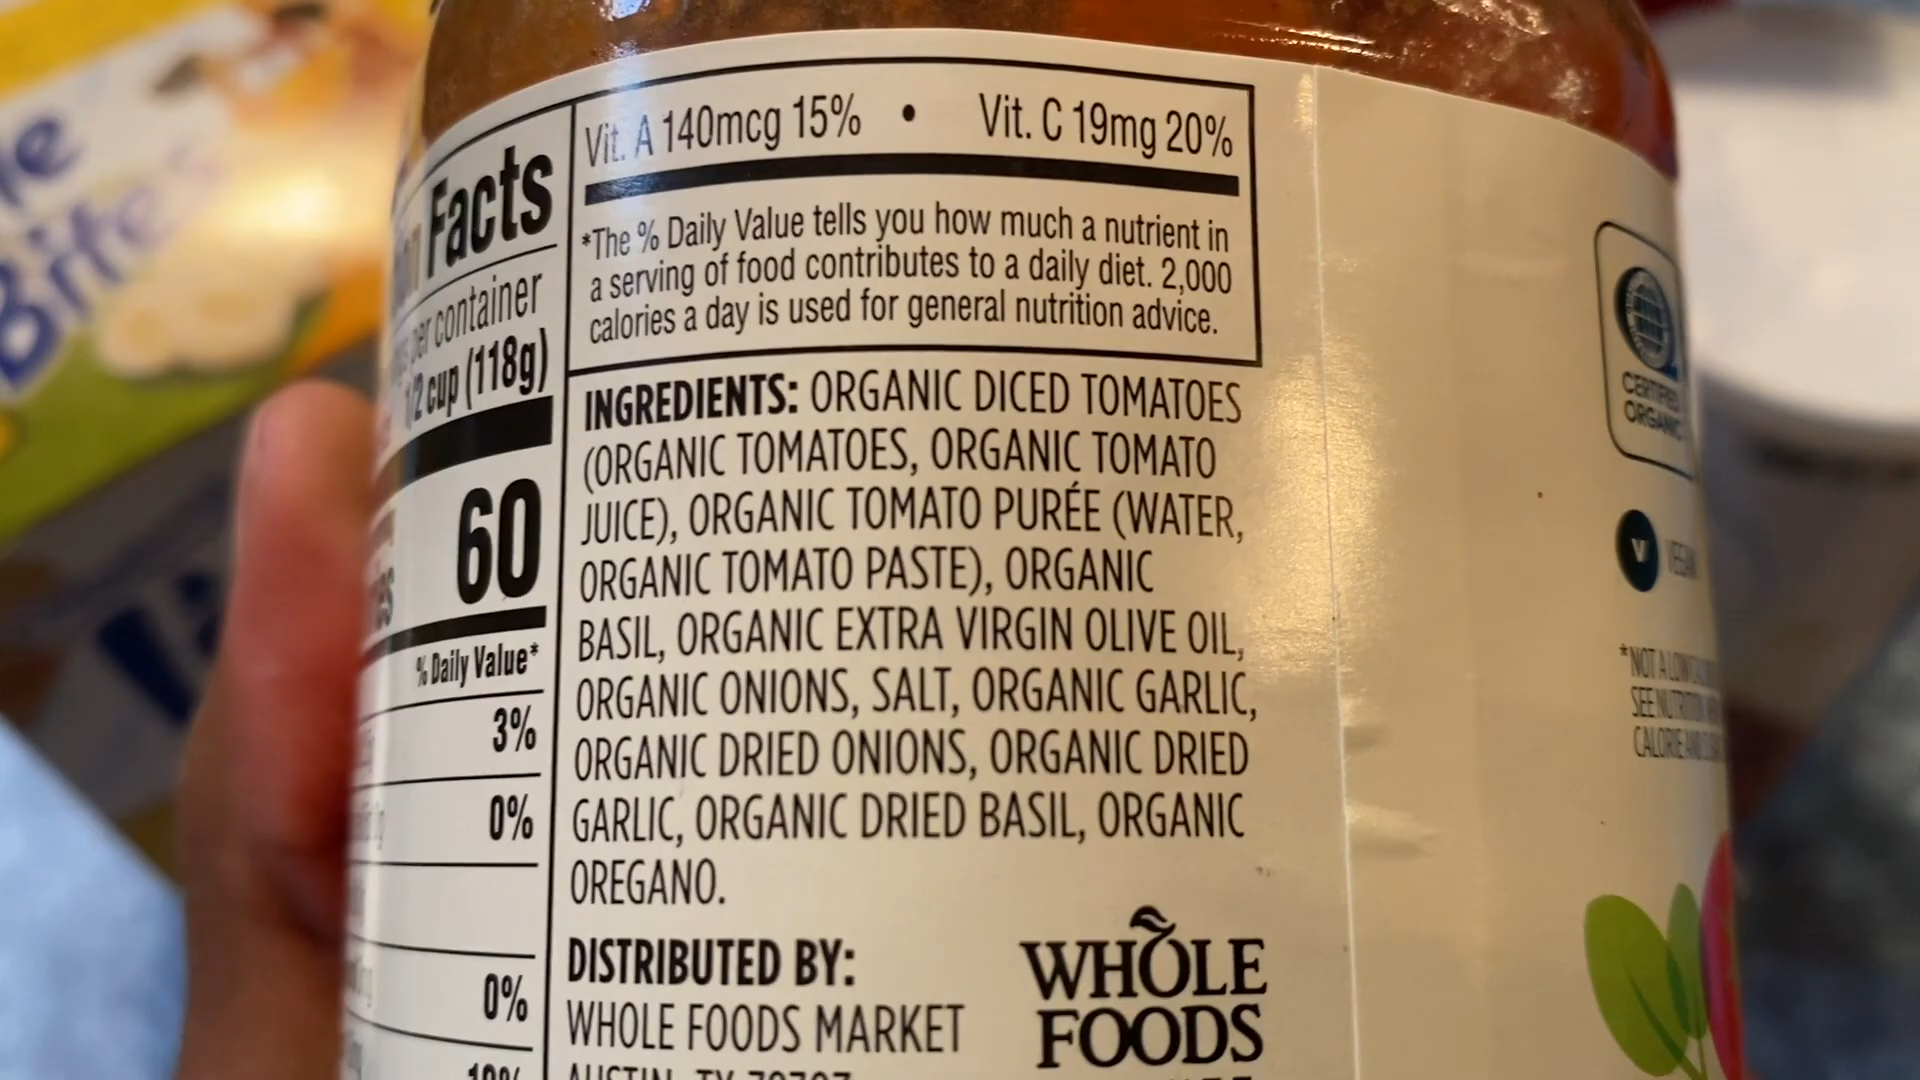 Vit. A 140mcg 15% • Vit. C 19mg 20%
*The % Daily Value tells you how much a nutrient in
a serving of food contributes to a daily diet. 2,000
calories a day is used for general nutrition advice.
Facts
per container
1/2 cup (118g)
60
% Daily Value*
3%
0%
0%
INGREDIENTS: ORGANIC DICED TOMATOES
(ORGANIC TOMATOES, ORGANIC TOMATO
JUICE), ORGANIC TOMATO PURÉE (WATER,
ORGANIC TOMATO PASTE), ORGANIC
BASIL, ORGANIC EXTRA VIRGIN OLIVE OIL,
ORGANIC ONIONS, SALT, ORGANIC GARLIC,
ORGANIC DRIED ONIONS, ORGANIC DRIED
GARLIC, ORGANIC DRIED BASIL, ORGANIC
OREGANO.
DISTRIBUTED BY:
WHOLE FOODS MARKET
WHOLE
FOODS
CERTIFIED
ORGANIC
V VEGAN
*NOT A
SEE
CALORIE
Bites